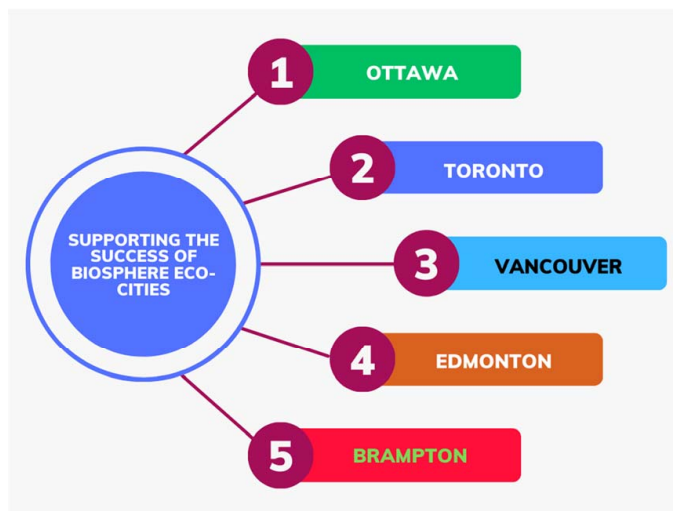 SUPPORTING THE
SUCCESS OF
BIOSPHERE ECO-
CITIES
1 OTTAWA
2 TORONTO
3 VANCOUVER
4 EDMONTON
5 BRAMPTON